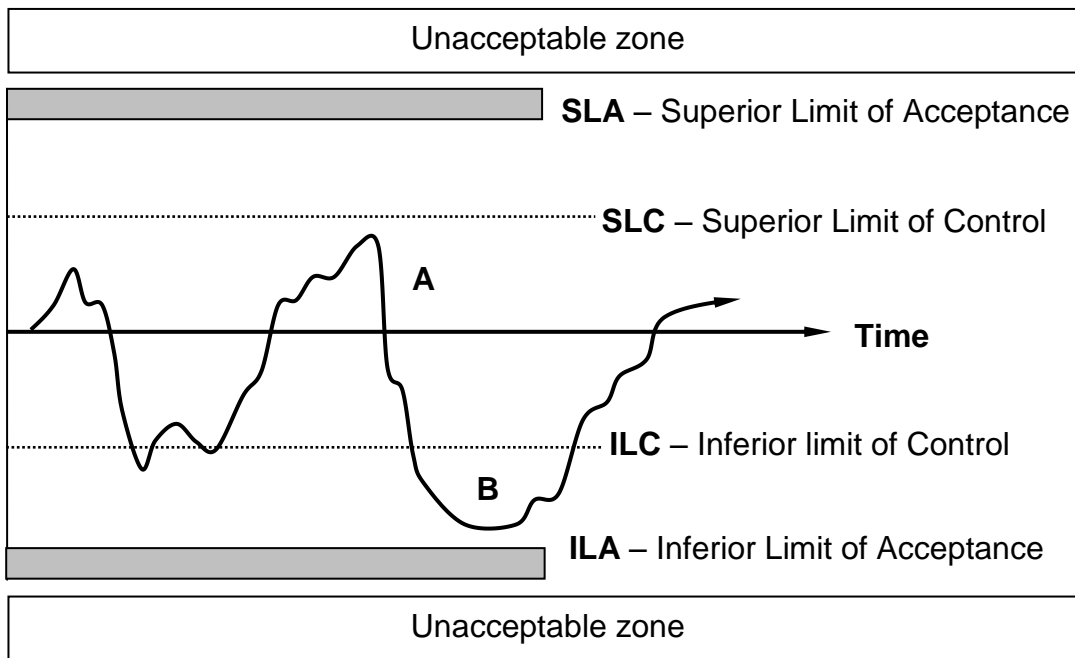 Unacceptable zone
SLA – Superior Limit of Acceptance
SLC – Superior Limit of Control
A
Time
ILC – Inferior limit of Control
B
ILA – Inferior Limit of Acceptance
Unacceptable zone